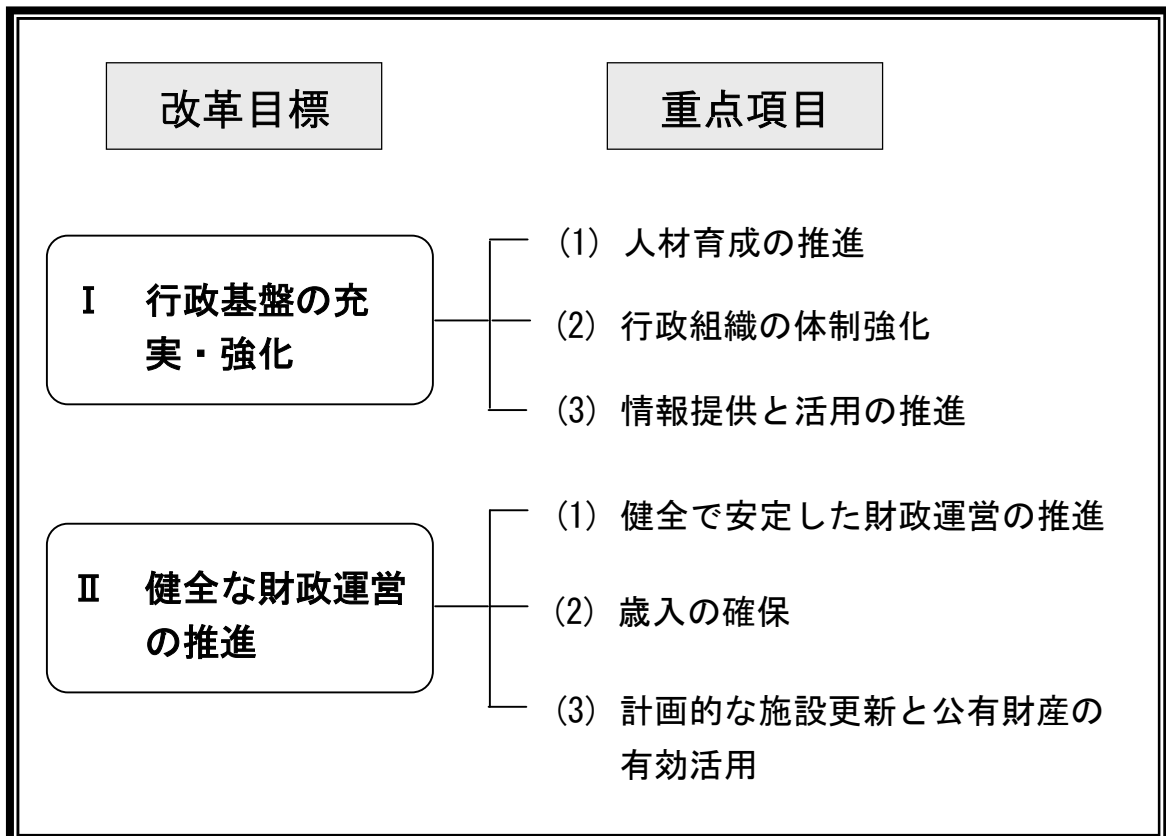 改革目標
重点項目
Ⅰ 行政基盤の充
実・強化
(1) 人材育成の推進
(2) 行政組織の体制強化
(3) 情報提供と活用の推進
Ⅱ 健全な財政運営
の推進
(1) 健全で安定した財政運営の推進
(2) 歳入の確保
(3) 計画的な施設更新と公有財産の
有効活用